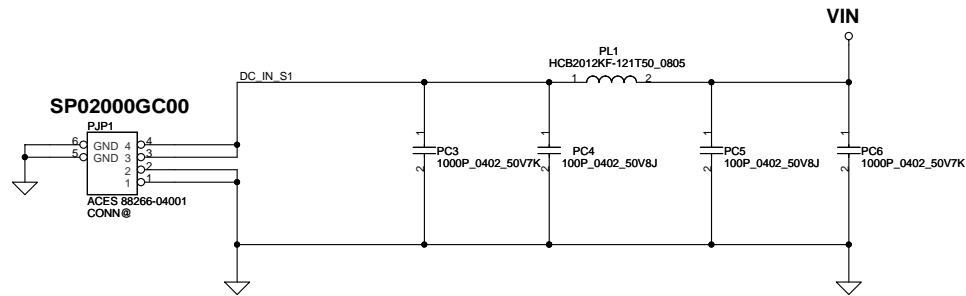 VIN
PL1
HCB2012KF-121T50_0805
1 2
DC_IN_S1
SP02000GC00
PJP1
6 GND 4 4
5 GND 3 3
2 2
1 1
ACES 88266-04001
CONN@
1
2
PC3
1000P_0402_50V7K
1
2
PC4
100P_0402_50V8J
1
2
PC5
100P_0402_50V8J
1
2
PC6
1000P_0402_50V7K